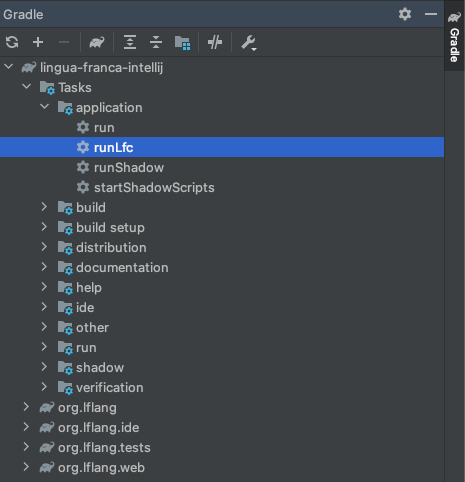 Gradle
Gradle
lingua-franca-intellij
Tasks
application
run
runLfc
runShadow
startShadowScripts
build
build setup
distribution
documentation
help
ide
other
run
shadow
verification
org.lflang
org.lflang.ide
org.lflang.tests
org.lflang.web